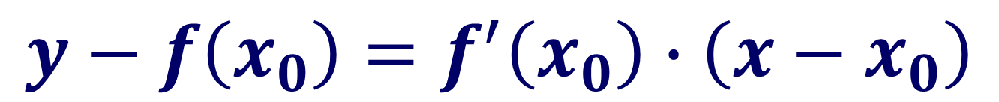 y − f(x₀) = f′(x₀) · (x − x₀)